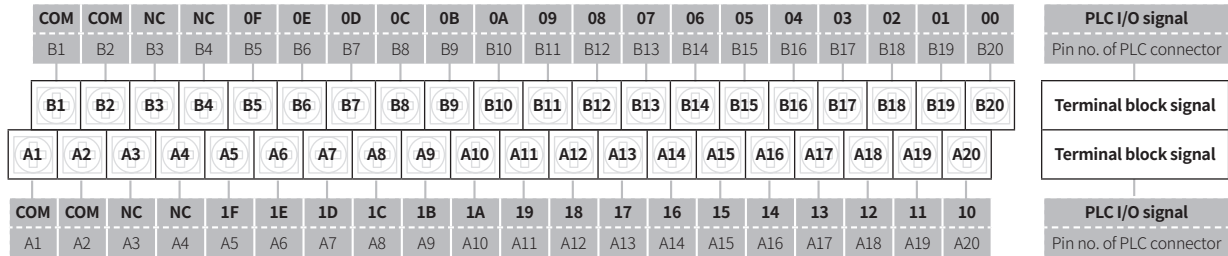 COM COM NC NC 0F 0E 0D 0C 0B 0A 09 08 07 06 05 04 03 02 01 00 PLC I/O signal
B1 B2 B3 B4 B5 B6 B7 B8 B9 B10 B11 B12 B13 B14 B15 B16 B17 B18 B19 B20 Pin no. of PLC connector
B1 B2 B3 B4 B5 B6 B7 B8 B9 B10 B11 B12 B13 B14 B15 B16 B17 B18 B19 B20 Terminal block signal
A1 A2 A3 A4 A5 A6 A7 A8 A9 A10 A11 A12 A13 A14 A15 A16 A17 A18 A19 A20 Terminal block signal
COM COM NC NC 1F 1E 1D 1C 1B 1A 19 18 17 16 15 14 13 12 11 10 PLC I/O signal
A1 A2 A3 A4 A5 A6 A7 A8 A9 A10 A11 A12 A13 A14 A15 A16 A17 A18 A19 A20 Pin no. of PLC connector